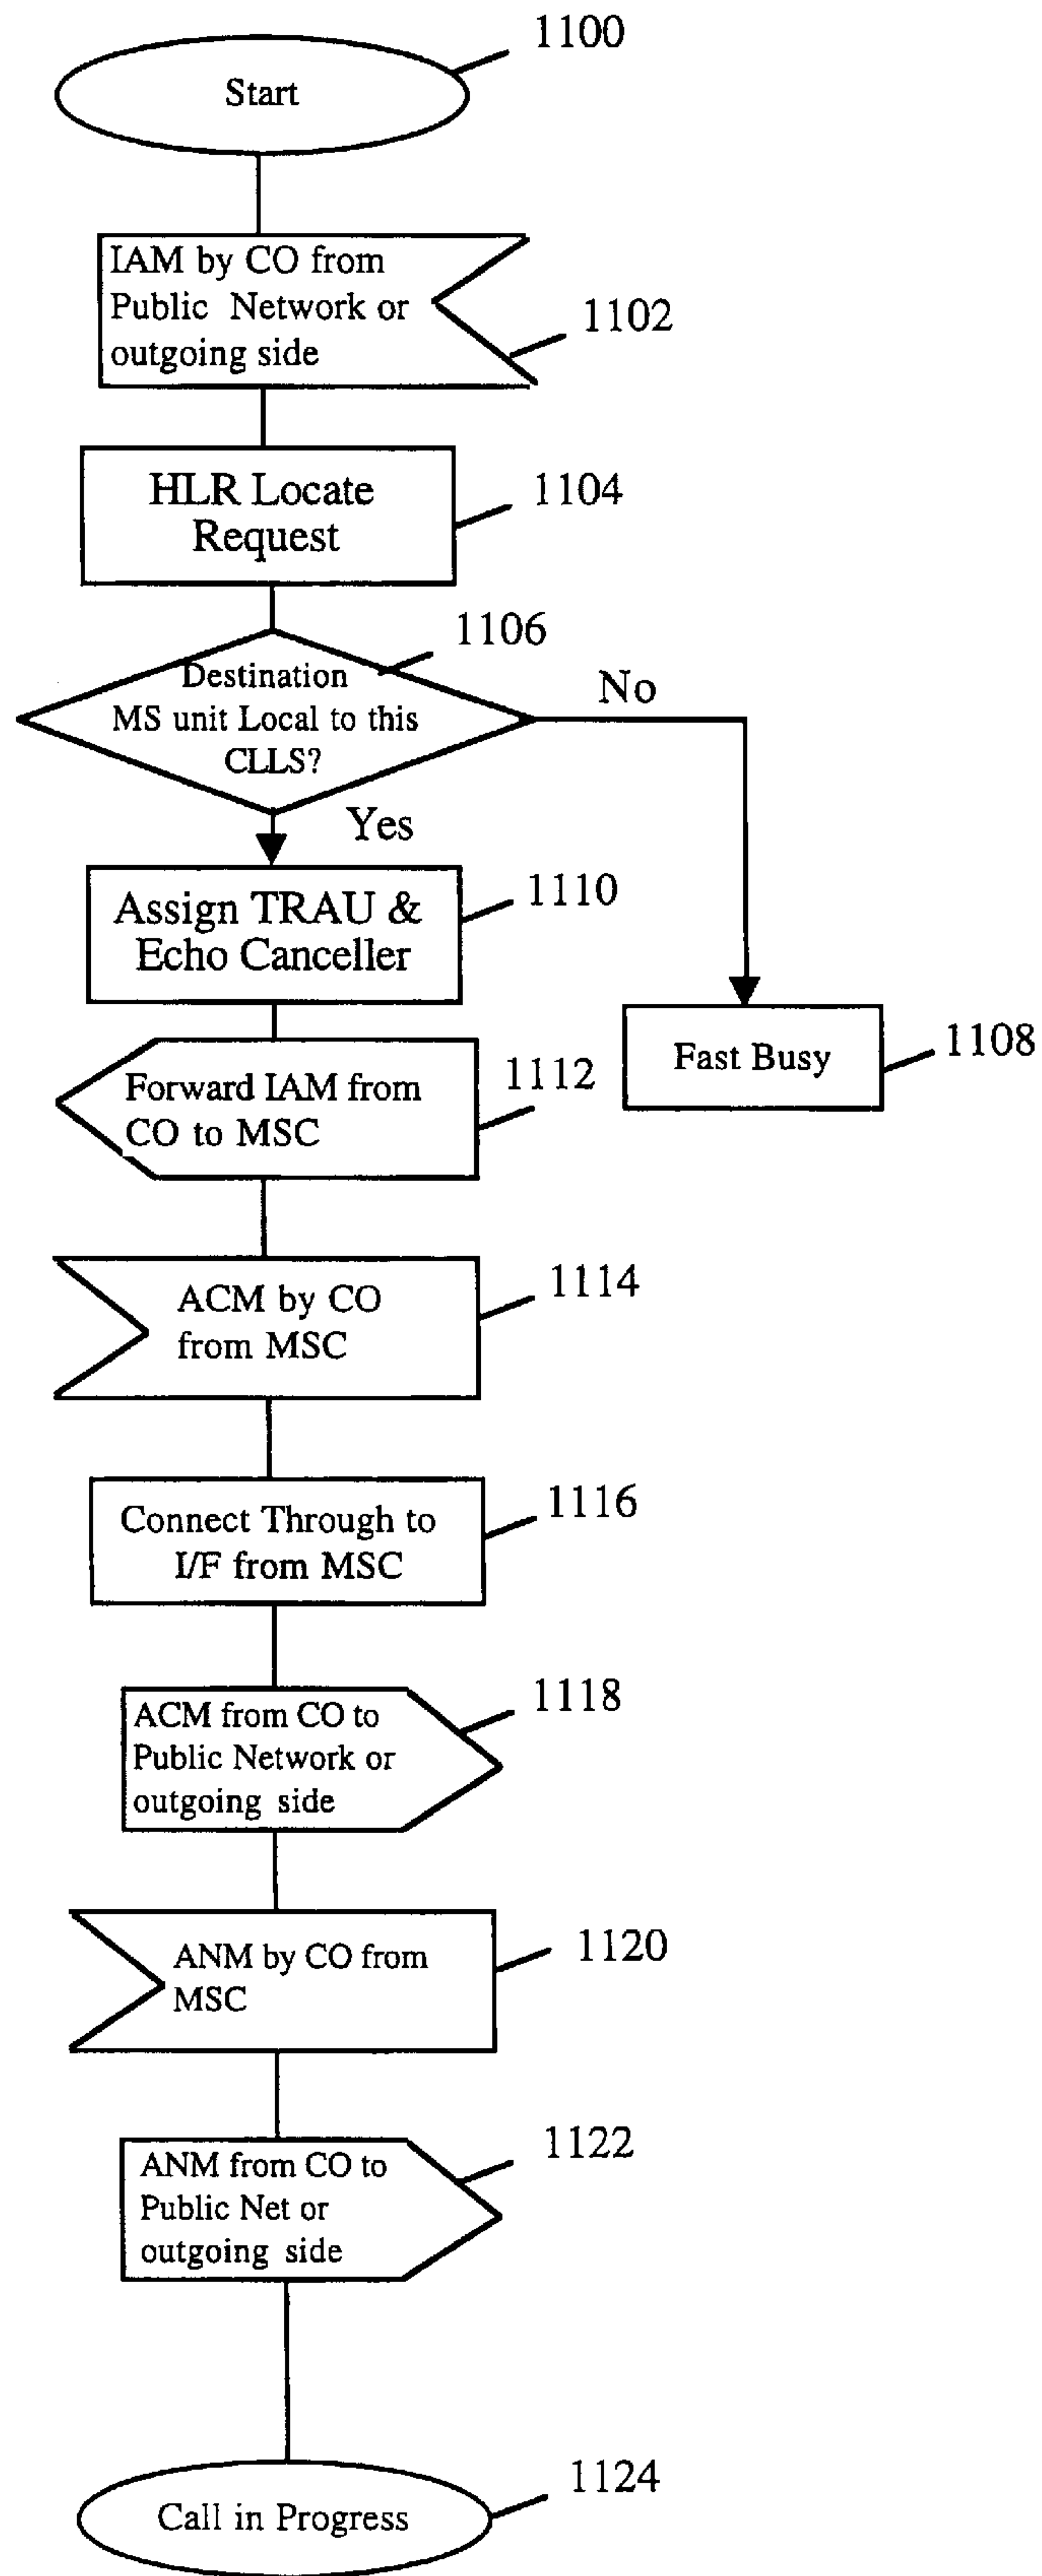 1100
Start
IAM by CO from
Public Network or
outgoing side
1102
HLR Locate
Request
1104
1106
Destination
MS unit Local to this
CLLS?
No
Yes
Assign TRAU &
Echo Canceller
1110
Fast Busy
1108
Forward IAM from
CO to MSC
1112
ACM by CO
from MSC
1114
Connect Through to
I/F from MSC
1116
ACM from CO to
Public Network or
outgoing side
1118
ANM by CO from
MSC
1120
ANM from CO to
Public Net or
outgoing side
1122
Call in Progress
1124